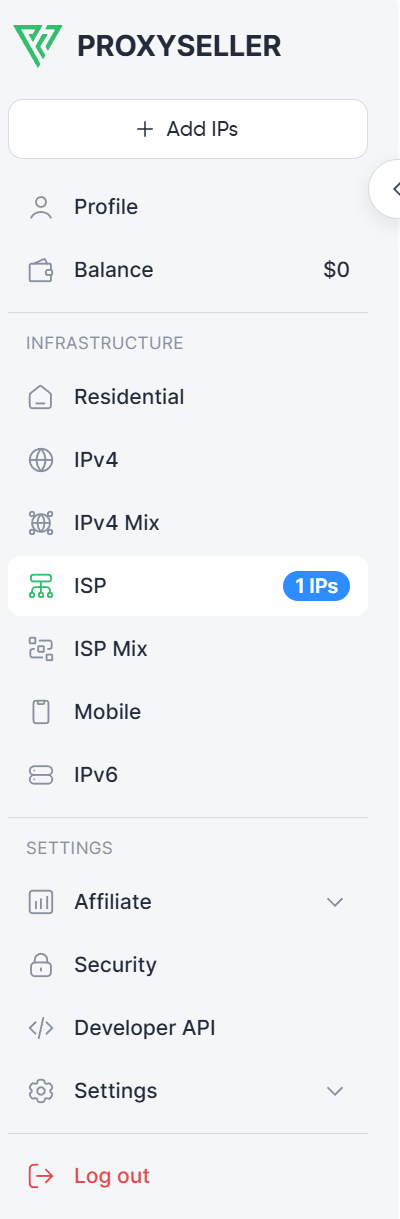 PROXYSELLER
+ Add IPs
Profile
Balance $0
INFRASTRUCTURE
Residential
IPv4
IPv4 Mix
ISP 1 IPs
ISP Mix
Mobile
IPv6
SETTINGS
Affiliate
Security
Developer API
Settings
Log out